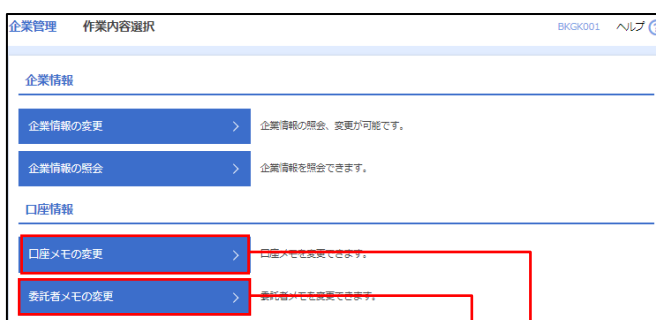 企業管理 作業内容選択 BKGK001 ヘルプ ?
企業情報
企業情報の変更 > 企業情報の照会、変更が可能です。
企業情報の照会 > 企業情報を照会できます。
口座情報
口座メモの変更 > 口座メモを変更できます。
委託者メモの変更 > 委託者メモを変更できます。